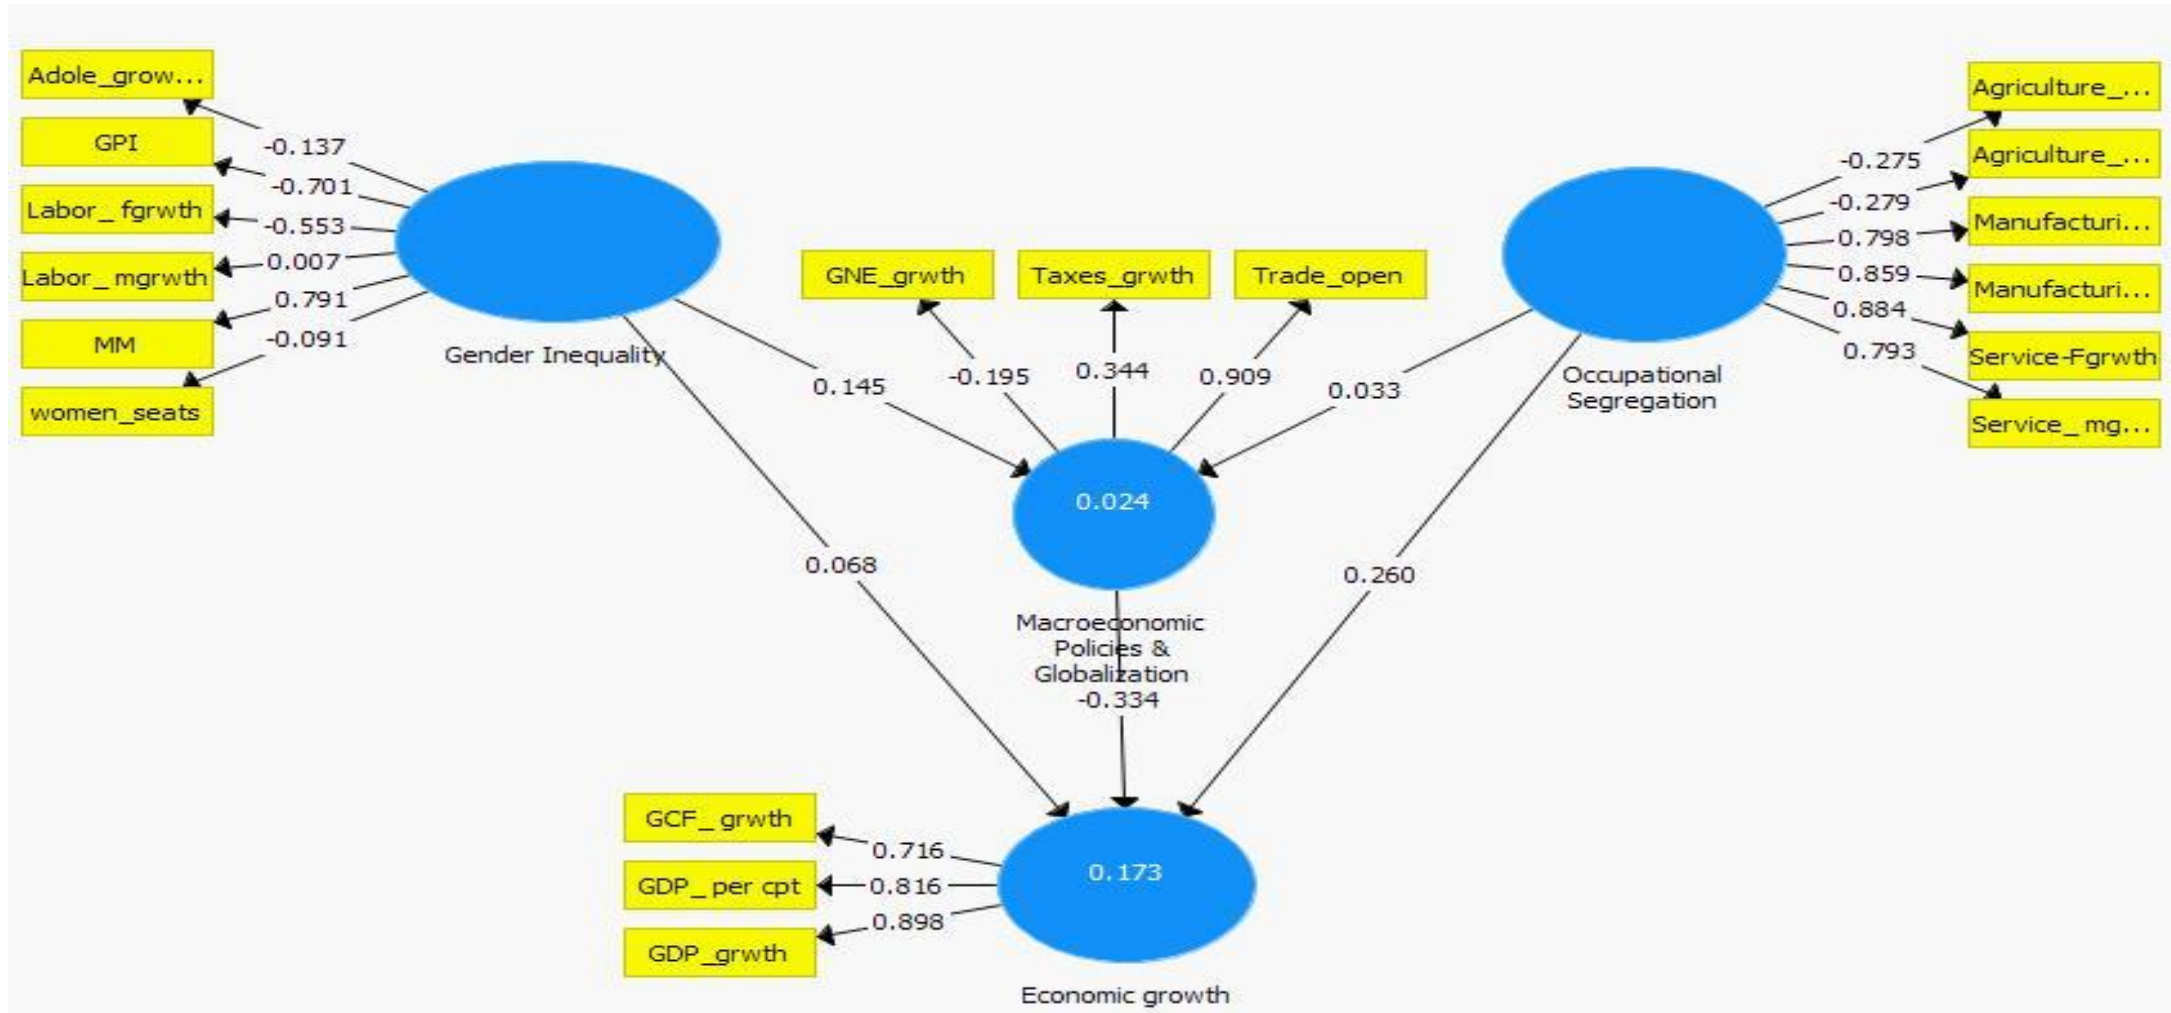 Adole_grow...
GPI
Labor_ fgrwth
Labor_ mgrwth
MM
women_seats
-0.137
-0.701
-0.553
0.007
0.791
-0.091
Gender Inequality
GNE_grwth
Taxes_grwth
Trade_open
-0.195
0.344
0.909
0.145
0.033
Agriculture_...
Agriculture_...
Manufacturi...
Manufacturi...
Service-Fgrwth
Service_ mg...
-0.275
-0.279
0.798
0.859
0.884
0.793
Occupational
Segregation
0.024
Macroeconomic
Policies &
Globalization
-0.334
0.068
0.260
GCF_ grwth
GDP_ per cpt
GDP_grwth
0.716
0.816
0.898
0.173
Economic growth